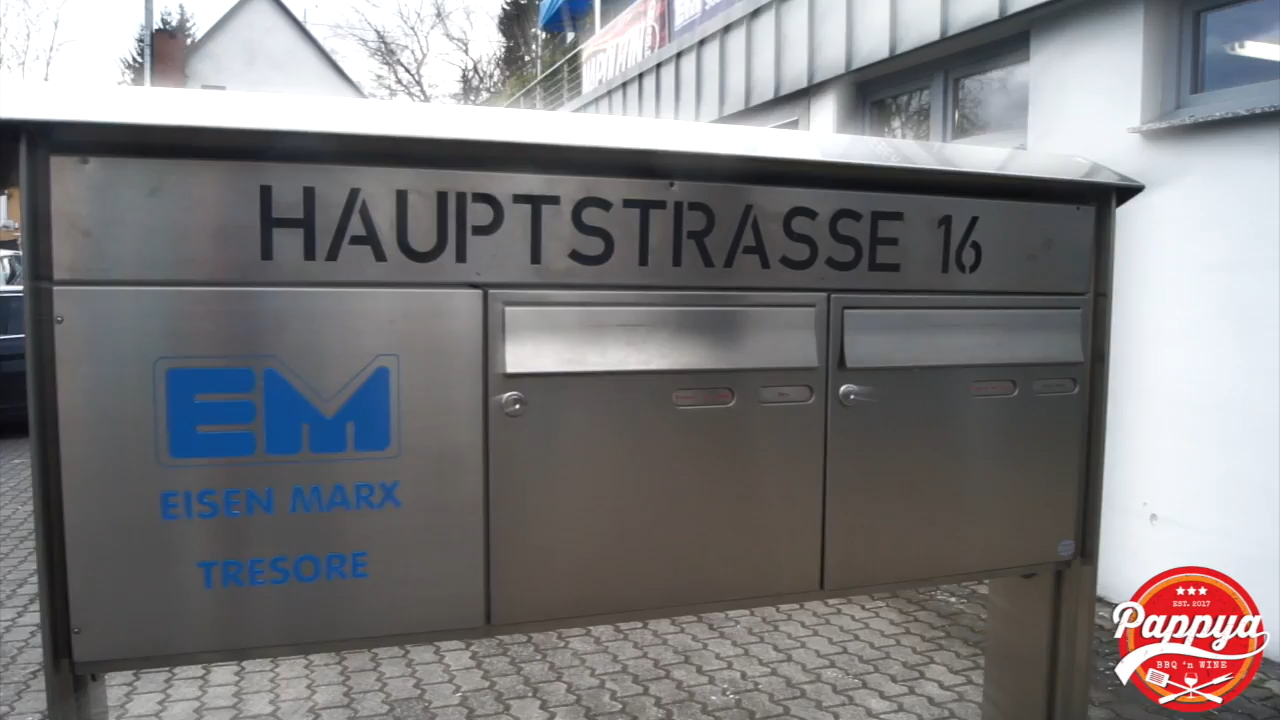 HAUPTSTRASSE 16
EM
EISEN MARX
TRESORE
EST. 2017
Pappya
BBQ 'n WINE